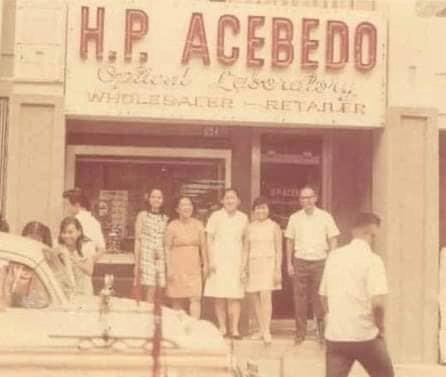 H.P. ACEBEDO
Optical Laboratory
WHOLESALER — RETAILER